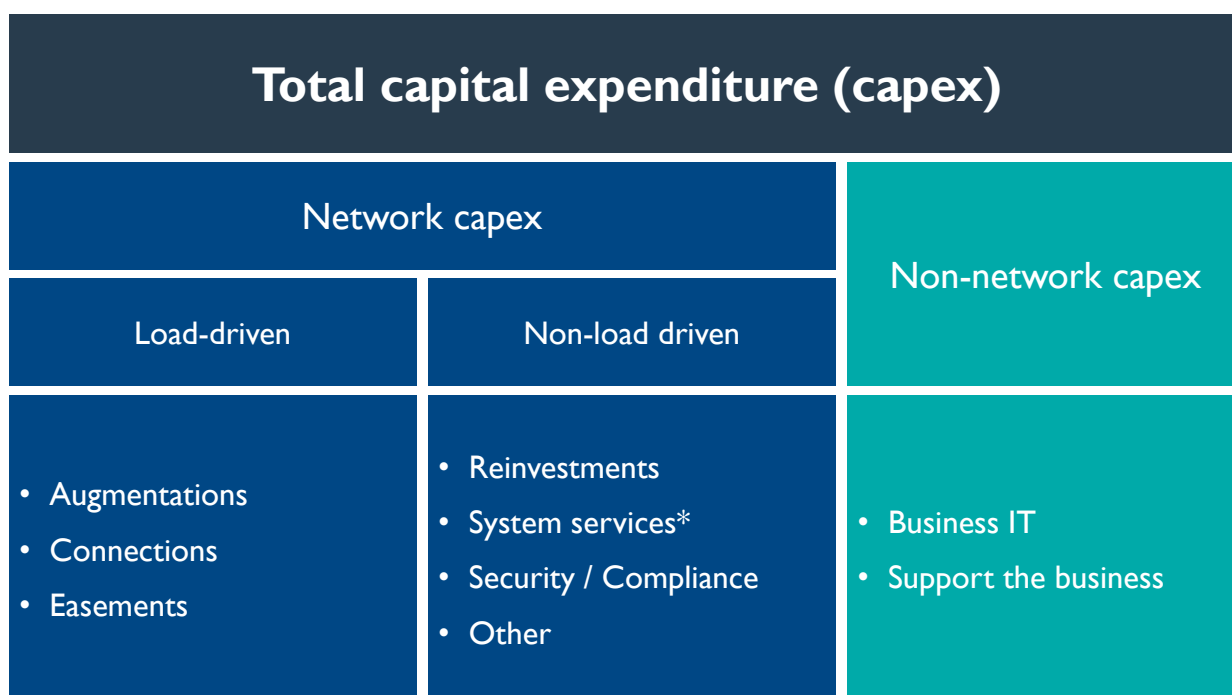 Total capital expenditure (capex)
Network capex
Non-network capex
Load-driven
Non-load driven
• Augmentations
• Connections
• Easements
• Reinvestments
• System services*
• Security / Compliance
• Other
• Business IT
• Support the business